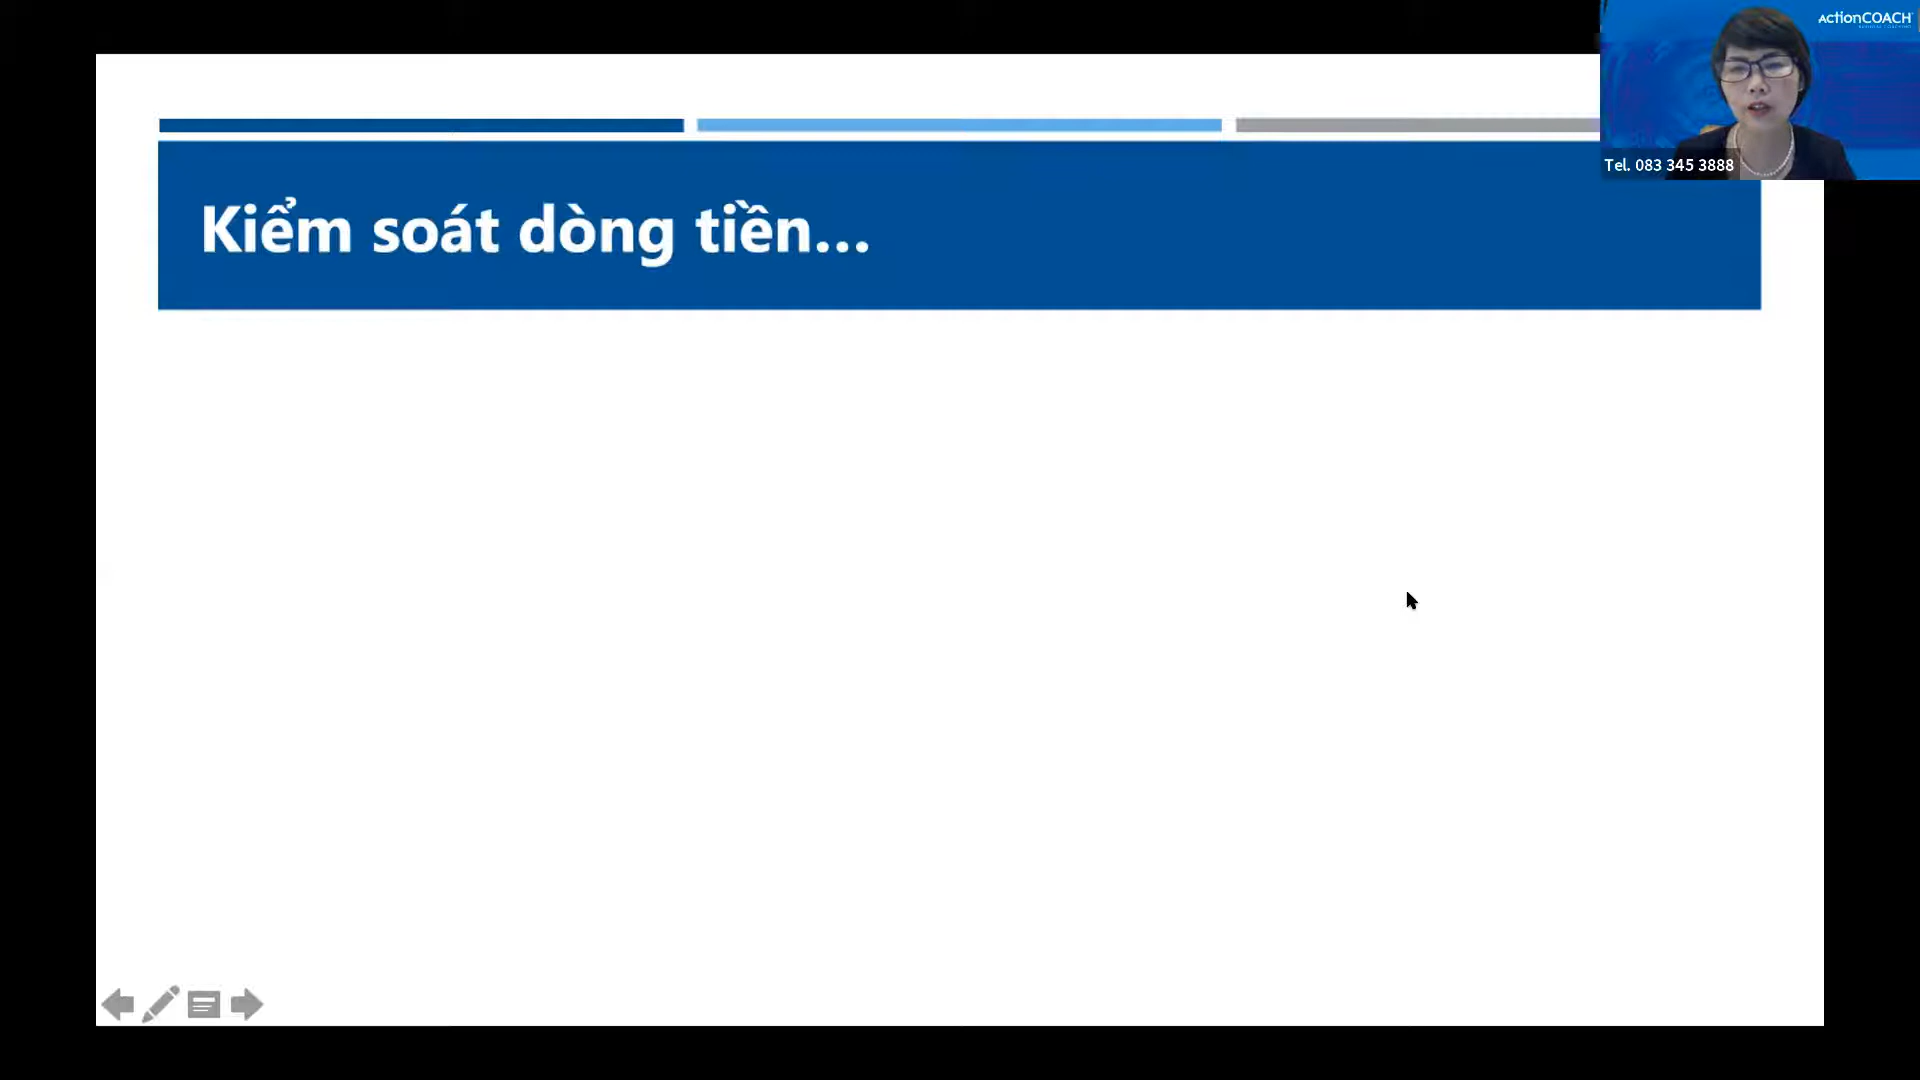 ActionCOACH
Tel. 083 345 3888
Kiểm soát dòng tiền...